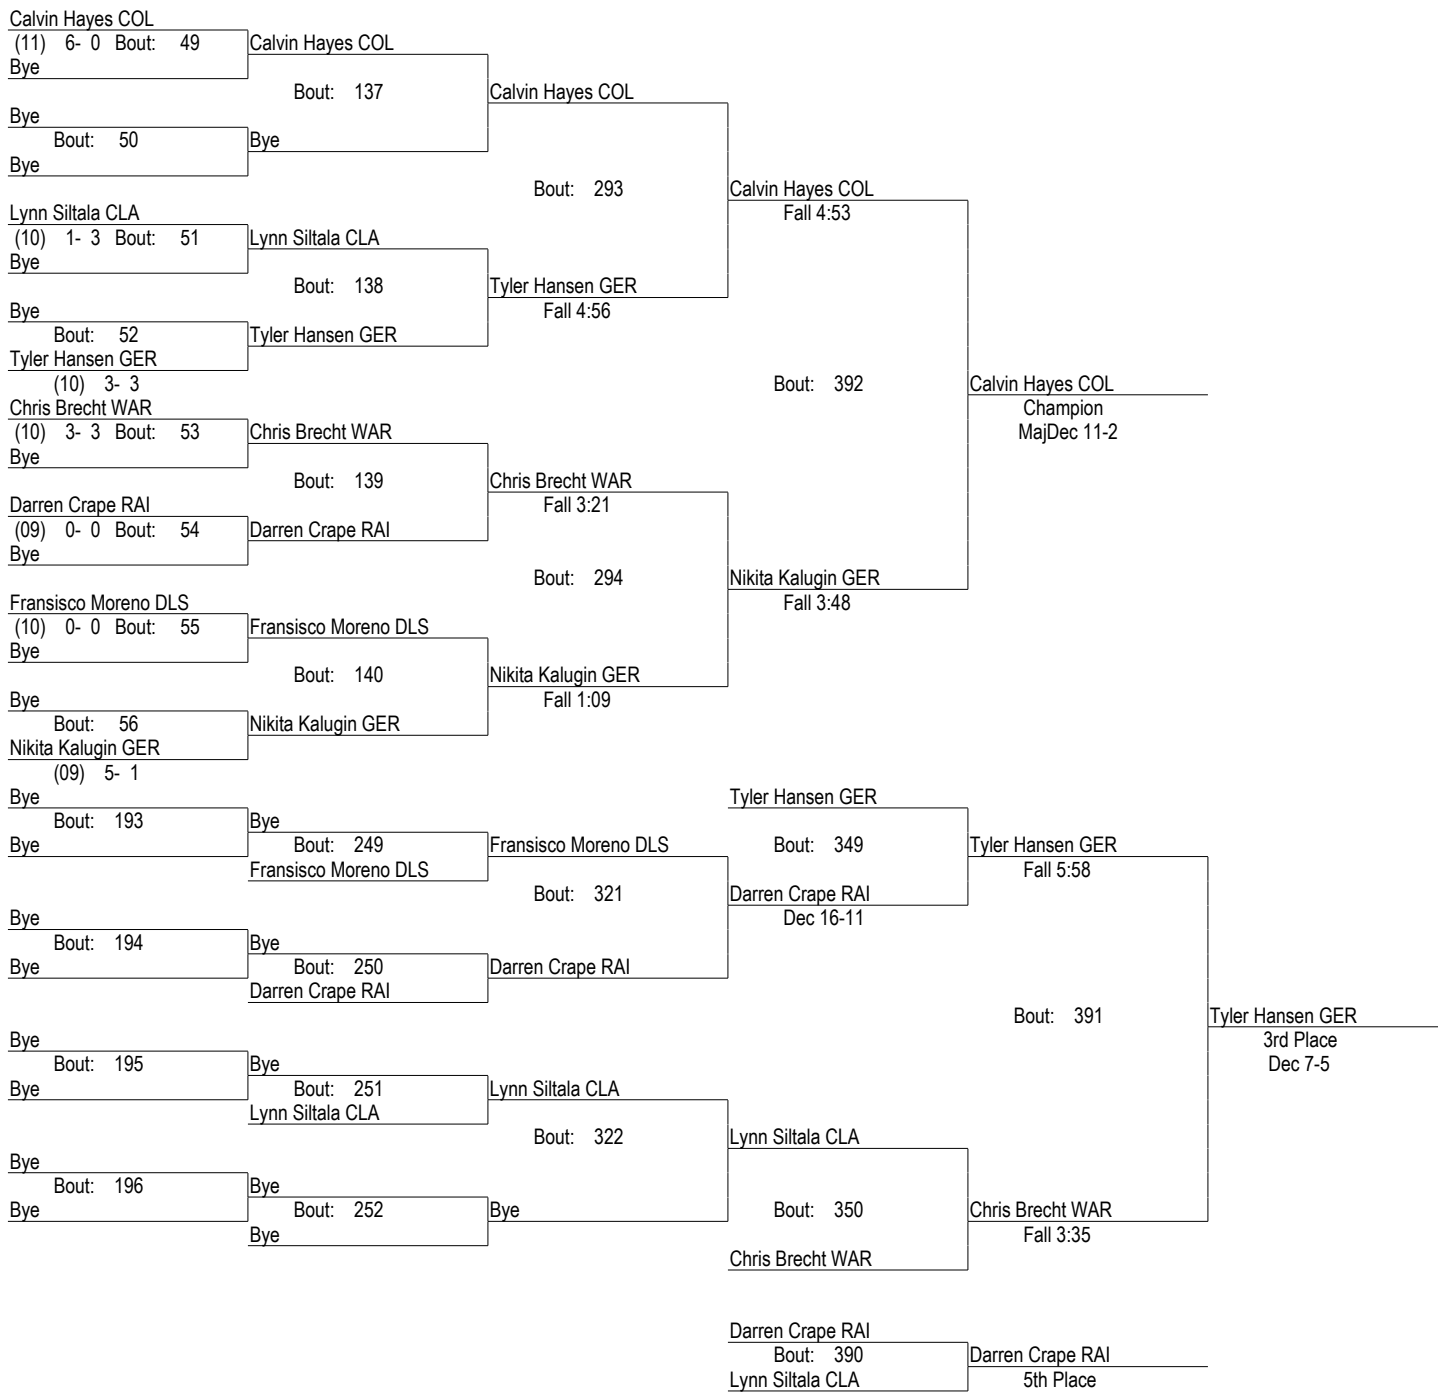 Calvin Hayes COL
(11) 6- 0 Bout: 49 Calvin Hayes COL
Bye
Bout: 137 Calvin Hayes COL
Bye
Bout: 50 Bye
Bye
Bout: 293 Calvin Hayes COL
Lynn Siltala CLA Fall 4:53
(10) 1- 3 Bout: 51 Lynn Siltala CLA
Bye
Bout: 138 Tyler Hansen GER
Bye Fall 4:56
Bout: 52 Tyler Hansen GER
Tyler Hansen GER
(10) 3- 3 Bout: 392 Calvin Hayes COL
Chris Brecht WAR Champion
(10) 3- 3 Bout: 53 Chris Brecht WAR MajDec 11-2
Bye
Bout: 139 Chris Brecht WAR
Darren Crape RAI Fall 3:21
(09) 0- 0 Bout: 54 Darren Crape RAI
Bye
Bout: 294 Nikita Kalugin GER
Fransisco Moreno DLS Fall 3:48
(10) 0- 0 Bout: 55 Fransisco Moreno DLS
Bye
Bout: 140 Nikita Kalugin GER
Bye Fall 1:09
Bout: 56 Nikita Kalugin GER
Nikita Kalugin GER
(09) 5- 1
Bye Tyler Hansen GER
Bout: 193 Bye
Bye Bout: 249 Fransisco Moreno DLS Bout: 349 Tyler Hansen GER
Fransisco Moreno DLS Fall 5:58
Bout: 321 Darren Crape RAI
Bye Dec 16-11
Bout: 194 Bye
Bye Bout: 250 Darren Crape RAI
Darren Crape RAI
Bout: 391 Tyler Hansen GER
Bye 3rd Place
Bout: 195 Bye Dec 7-5
Bye Bout: 251 Lynn Siltala CLA
Lynn Siltala CLA
Bout: 322 Lynn Siltala CLA
Bye
Bout: 196 Bye
Bye Bout: 252 Bye Bout: 350 Chris Brecht WAR
Bye Fall 3:35
Chris Brecht WAR
Darren Crape RAI
Bout: 390 Darren Crape RAI
Lynn Siltala CLA 5th Place